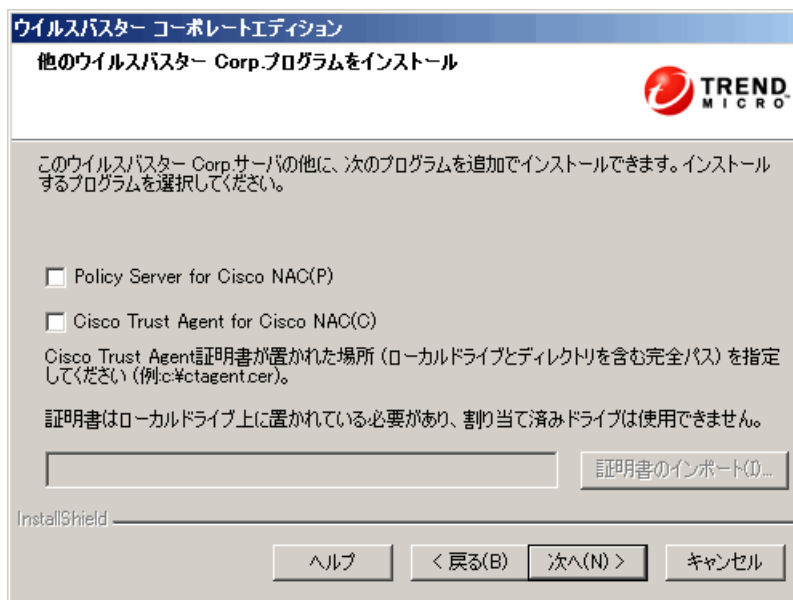 ウイルスバスター コーポレートエディション
他のウイルスバスター Corp.プログラムをインストール
TREND
MICRO™
このウイルスバスター Corp.サーバの他に、次のプログラムを追加でインストールできます。インストール
するプログラムを選択してください。
Policy Server for Cisco NAC(P)
Cisco Trust Agent for Cisco NAC(C)
Cisco Trust Agent証明書が置かれた場所 (ローカルドライブとディレクトリを含む完全パス) を指定
してください (例:c:¥ctagent.cer)。
証明書はローカルドライブ上に置かれている必要があり、割り当て済みドライブは使用できません。
証明書のインポート(I)...
InstallShield
ヘルプ
< 戻る(B)
次へ(N) >
キャンセル